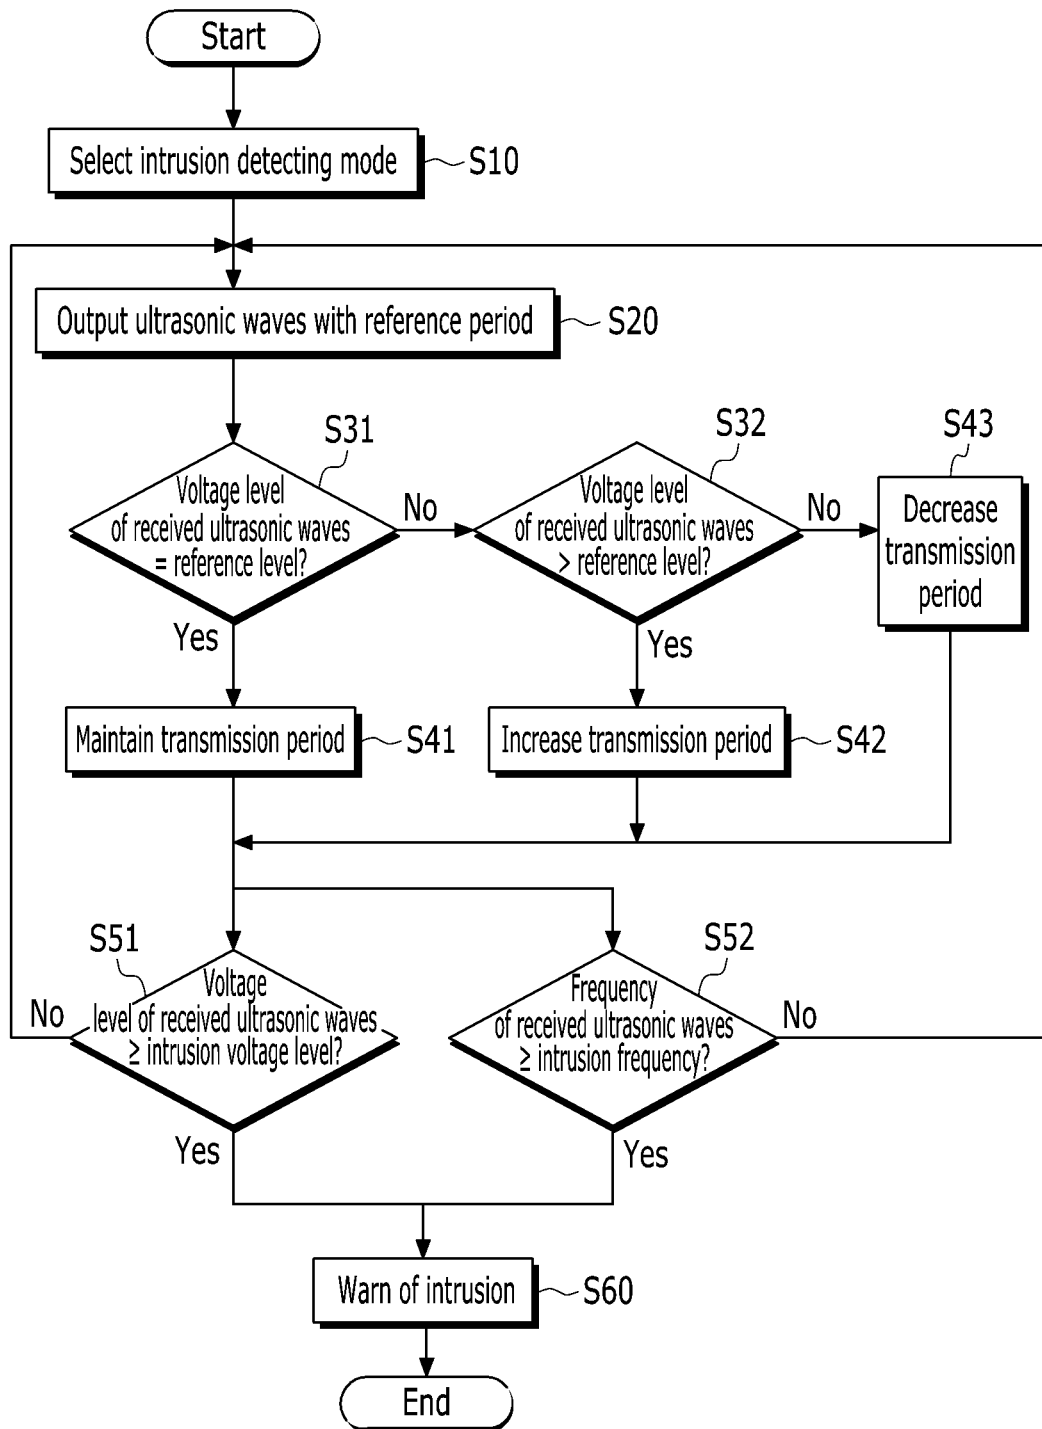 Start
Select intrusion detecting mode
S10
Output ultrasonic waves with reference period
S20
S31
Voltage level
of received ultrasonic waves
= reference level?
No
Yes
S32
Voltage level
of received ultrasonic waves
> reference level?
No
Yes
S43
Decrease
transmission
period
Maintain transmission period
S41
Increase transmission period
S42
S51
Voltage
level of received ultrasonic waves
≥ intrusion voltage level?
No
Yes
S52
Frequency
of received ultrasonic waves
≥ intrusion frequency?
No
Yes
Warn of intrusion
S60
End